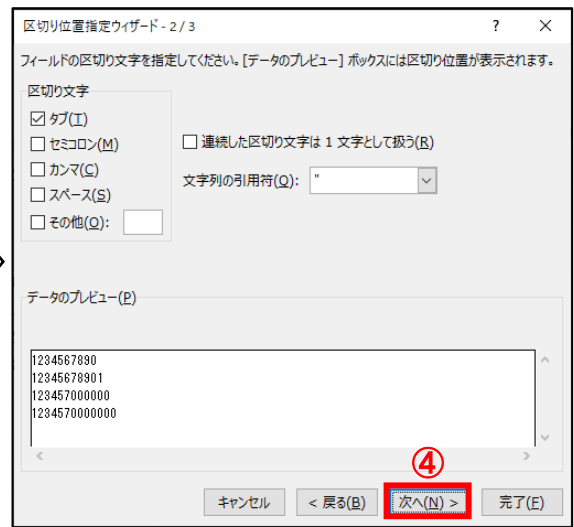 区切り位置指定ウィザード - 2 / 3 ? ×
フィールドの区切り文字を指定してください。[データのプレビュー] ボックスには区切り位置が表示されます。
区切り文字
タブ(T)
セミコロン(M)
カンマ(C)
スペース(S)
その他(O):
連続した区切り文字は 1 文字として扱う(R)
文字列の引用符(Q): "
データのプレビュー(P)
1234567890
12345678901
123457000000
1234570000000
④
キャンセル < 戻る(B) 次へ(N) > 完了(F)